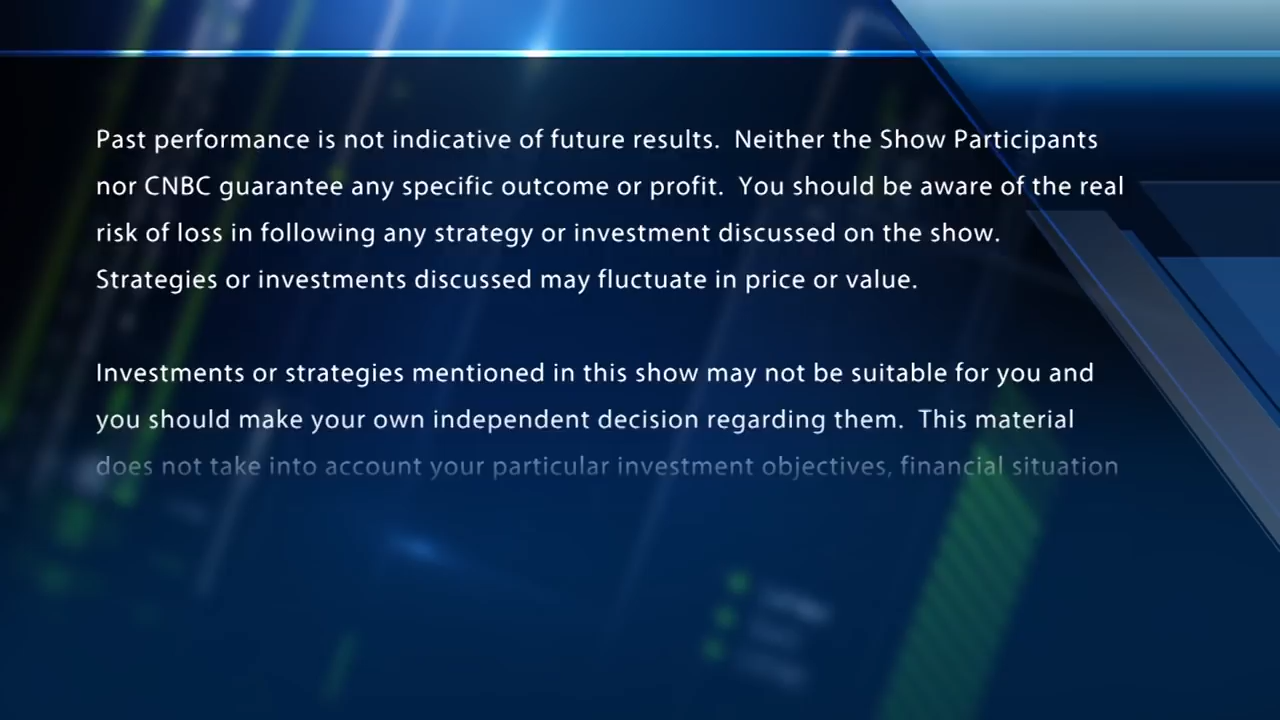 Past performance is not indicative of future results.  Neither the Show Participants
nor CNBC guarantee any specific outcome or profit.  You should be aware of the real
risk of loss in following any strategy or investment discussed on the show.
Strategies or investments discussed may fluctuate in price or value.
Investments or strategies mentioned in this show may not be suitable for you and
you should make your own independent decision regarding them.  This material
does not take into account your particular investment objectives, financial situation